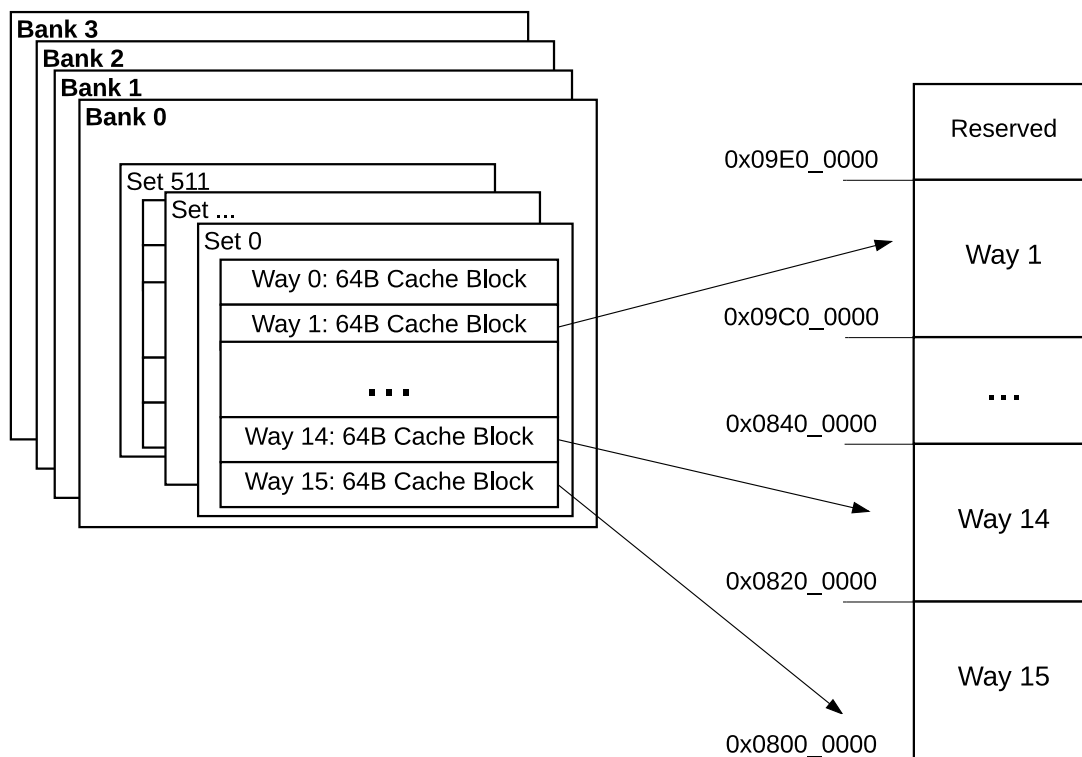 Bank 3
Bank 2
Bank 1
Bank 0
Set 511
Set ...
Set 0
Way 0: 64B Cache Block
Way 1: 64B Cache Block
...
Way 14: 64B Cache Block
Way 15: 64B Cache Block
Reserved
0x09E0_0000
Way 1
0x09C0_0000
...
0x0840_0000
Way 14
0x0820_0000
Way 15
0x0800_0000